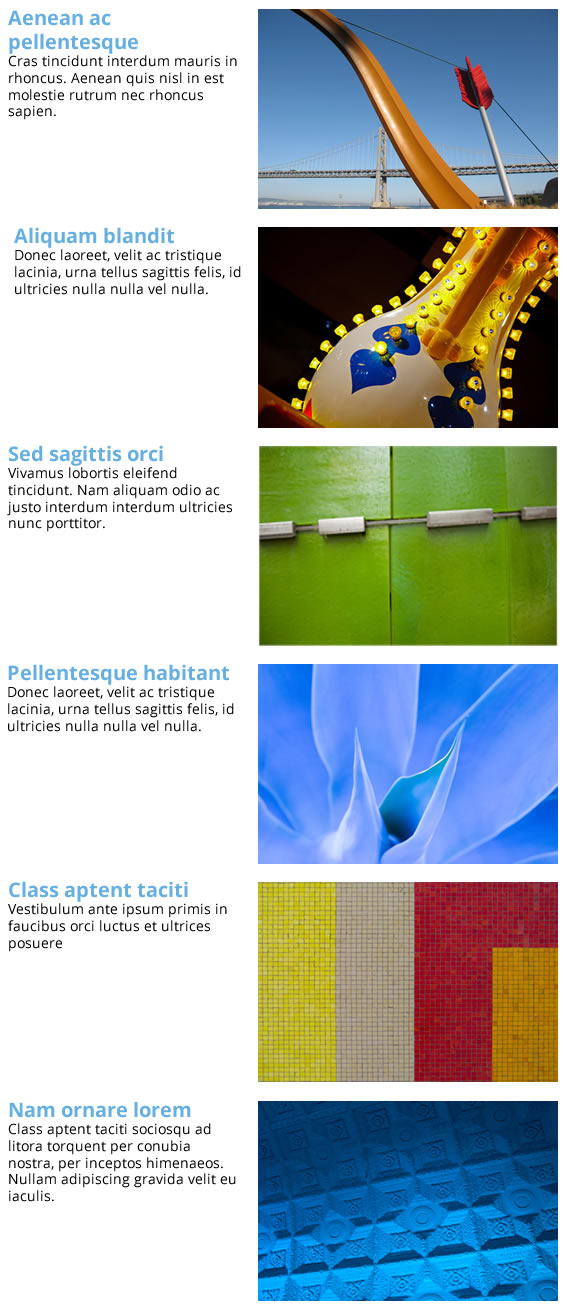 Aenean ac
pellentesque
Cras tincidunt interdum mauris in
rhoncus. Aenean quis nisl in est
molestie rutrum nec rhoncus
sapien.
Aliquam blandit
Donec laoreet, velit ac tristique
lacinia, urna tellus sagittis felis, id
ultricies nulla nulla vel nulla.
Sed sagittis orci
Vivamus lobortis eleifend
tincidunt. Nam aliquam odio ac
justo interdum interdum ultricies
nunc porttitor.
Pellentesque habitant
Donec laoreet, velit ac tristique
lacinia, urna tellus sagittis felis, id
ultricies nulla nulla vel nulla.
Class aptent taciti
Vestibulum ante ipsum primis in
faucibus orci luctus et ultrices
posuere
Nam ornare lorem
Class aptent taciti sociosqu ad
litora torquent per conubia
nostra, per inceptos himenaeos.
Nullam adipiscing gravida velit eu
iaculis.